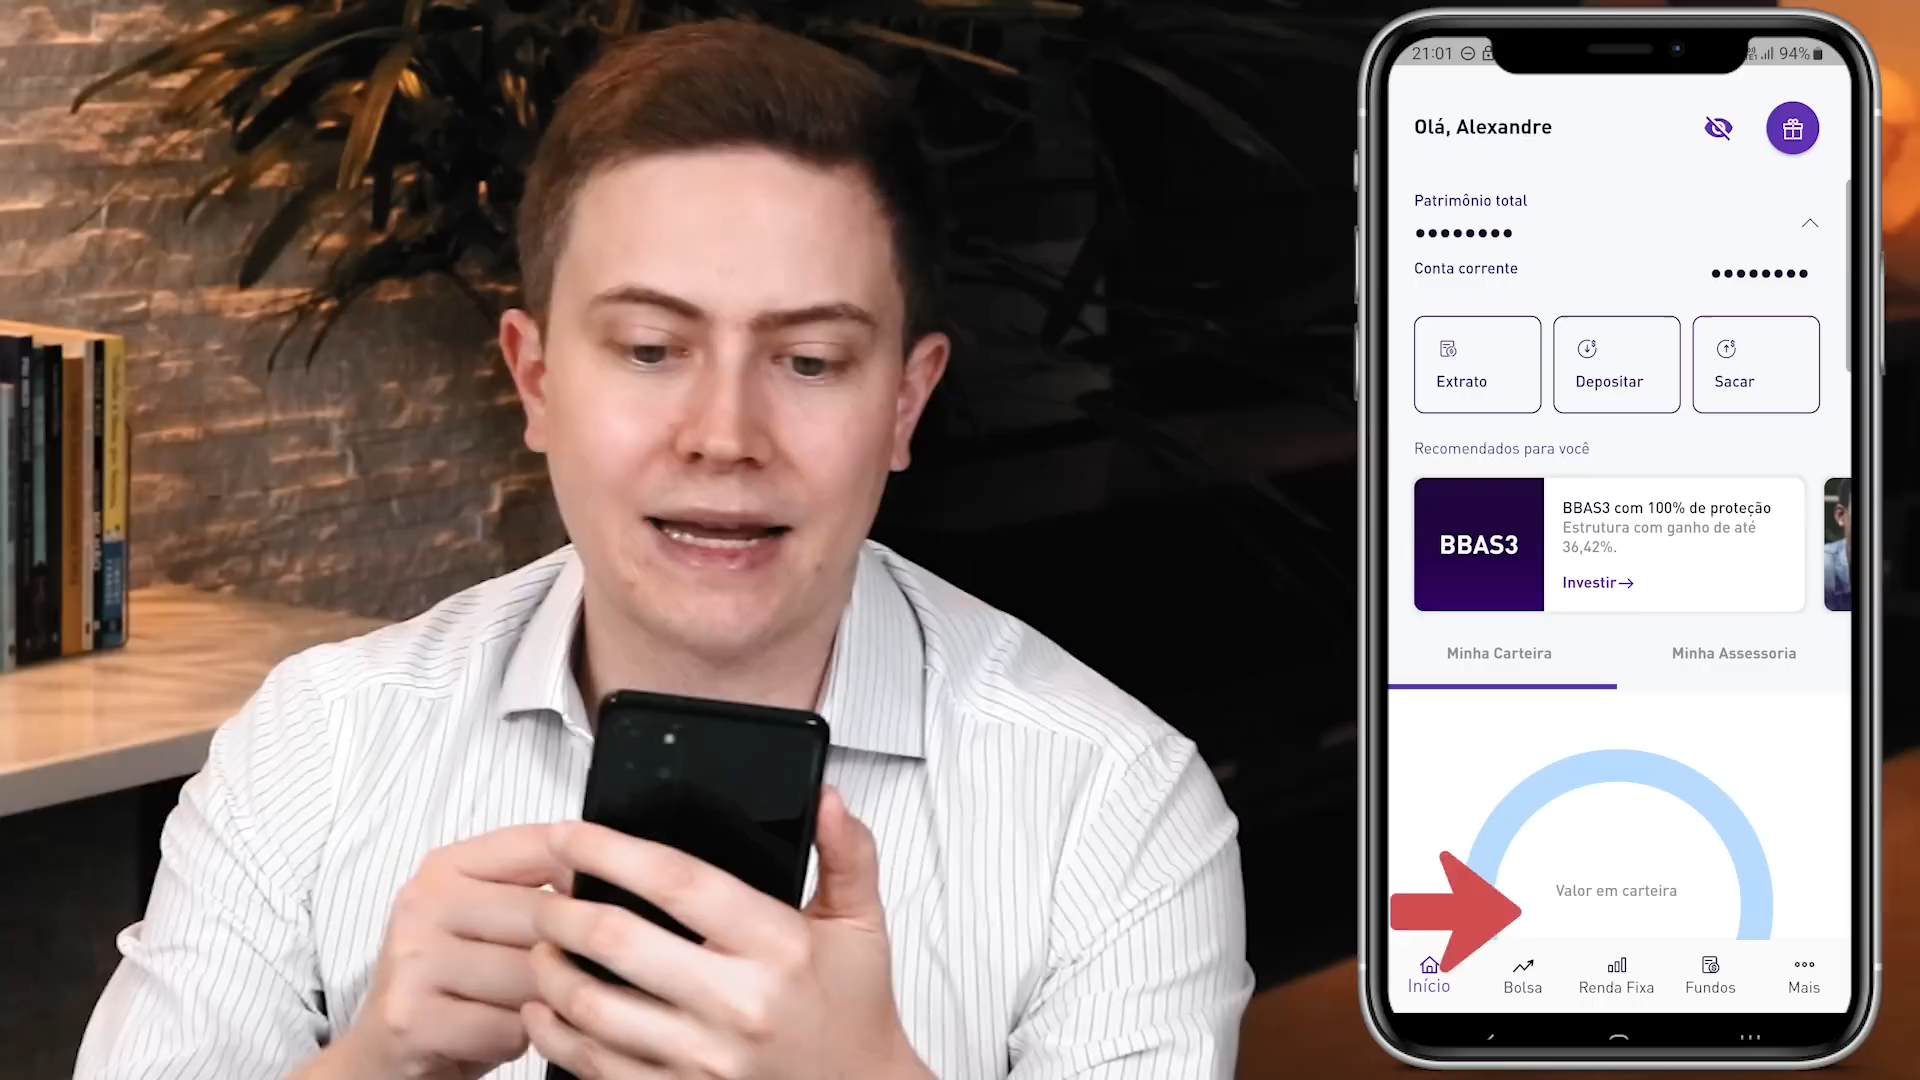 21:01
94%
Olá, Alexandre
Patrimônio total
Conta corrente
Extrato
Depositar
Sacar
Recomendados para você
BBAS3
BBAS3 com 100% de proteção
Estrutura com ganho de até
36,42%.
Investir→
Minha Carteira
Minha Assessoria
Valor em carteira
Início
Bolsa
Renda Fixa
Fundos
Mais